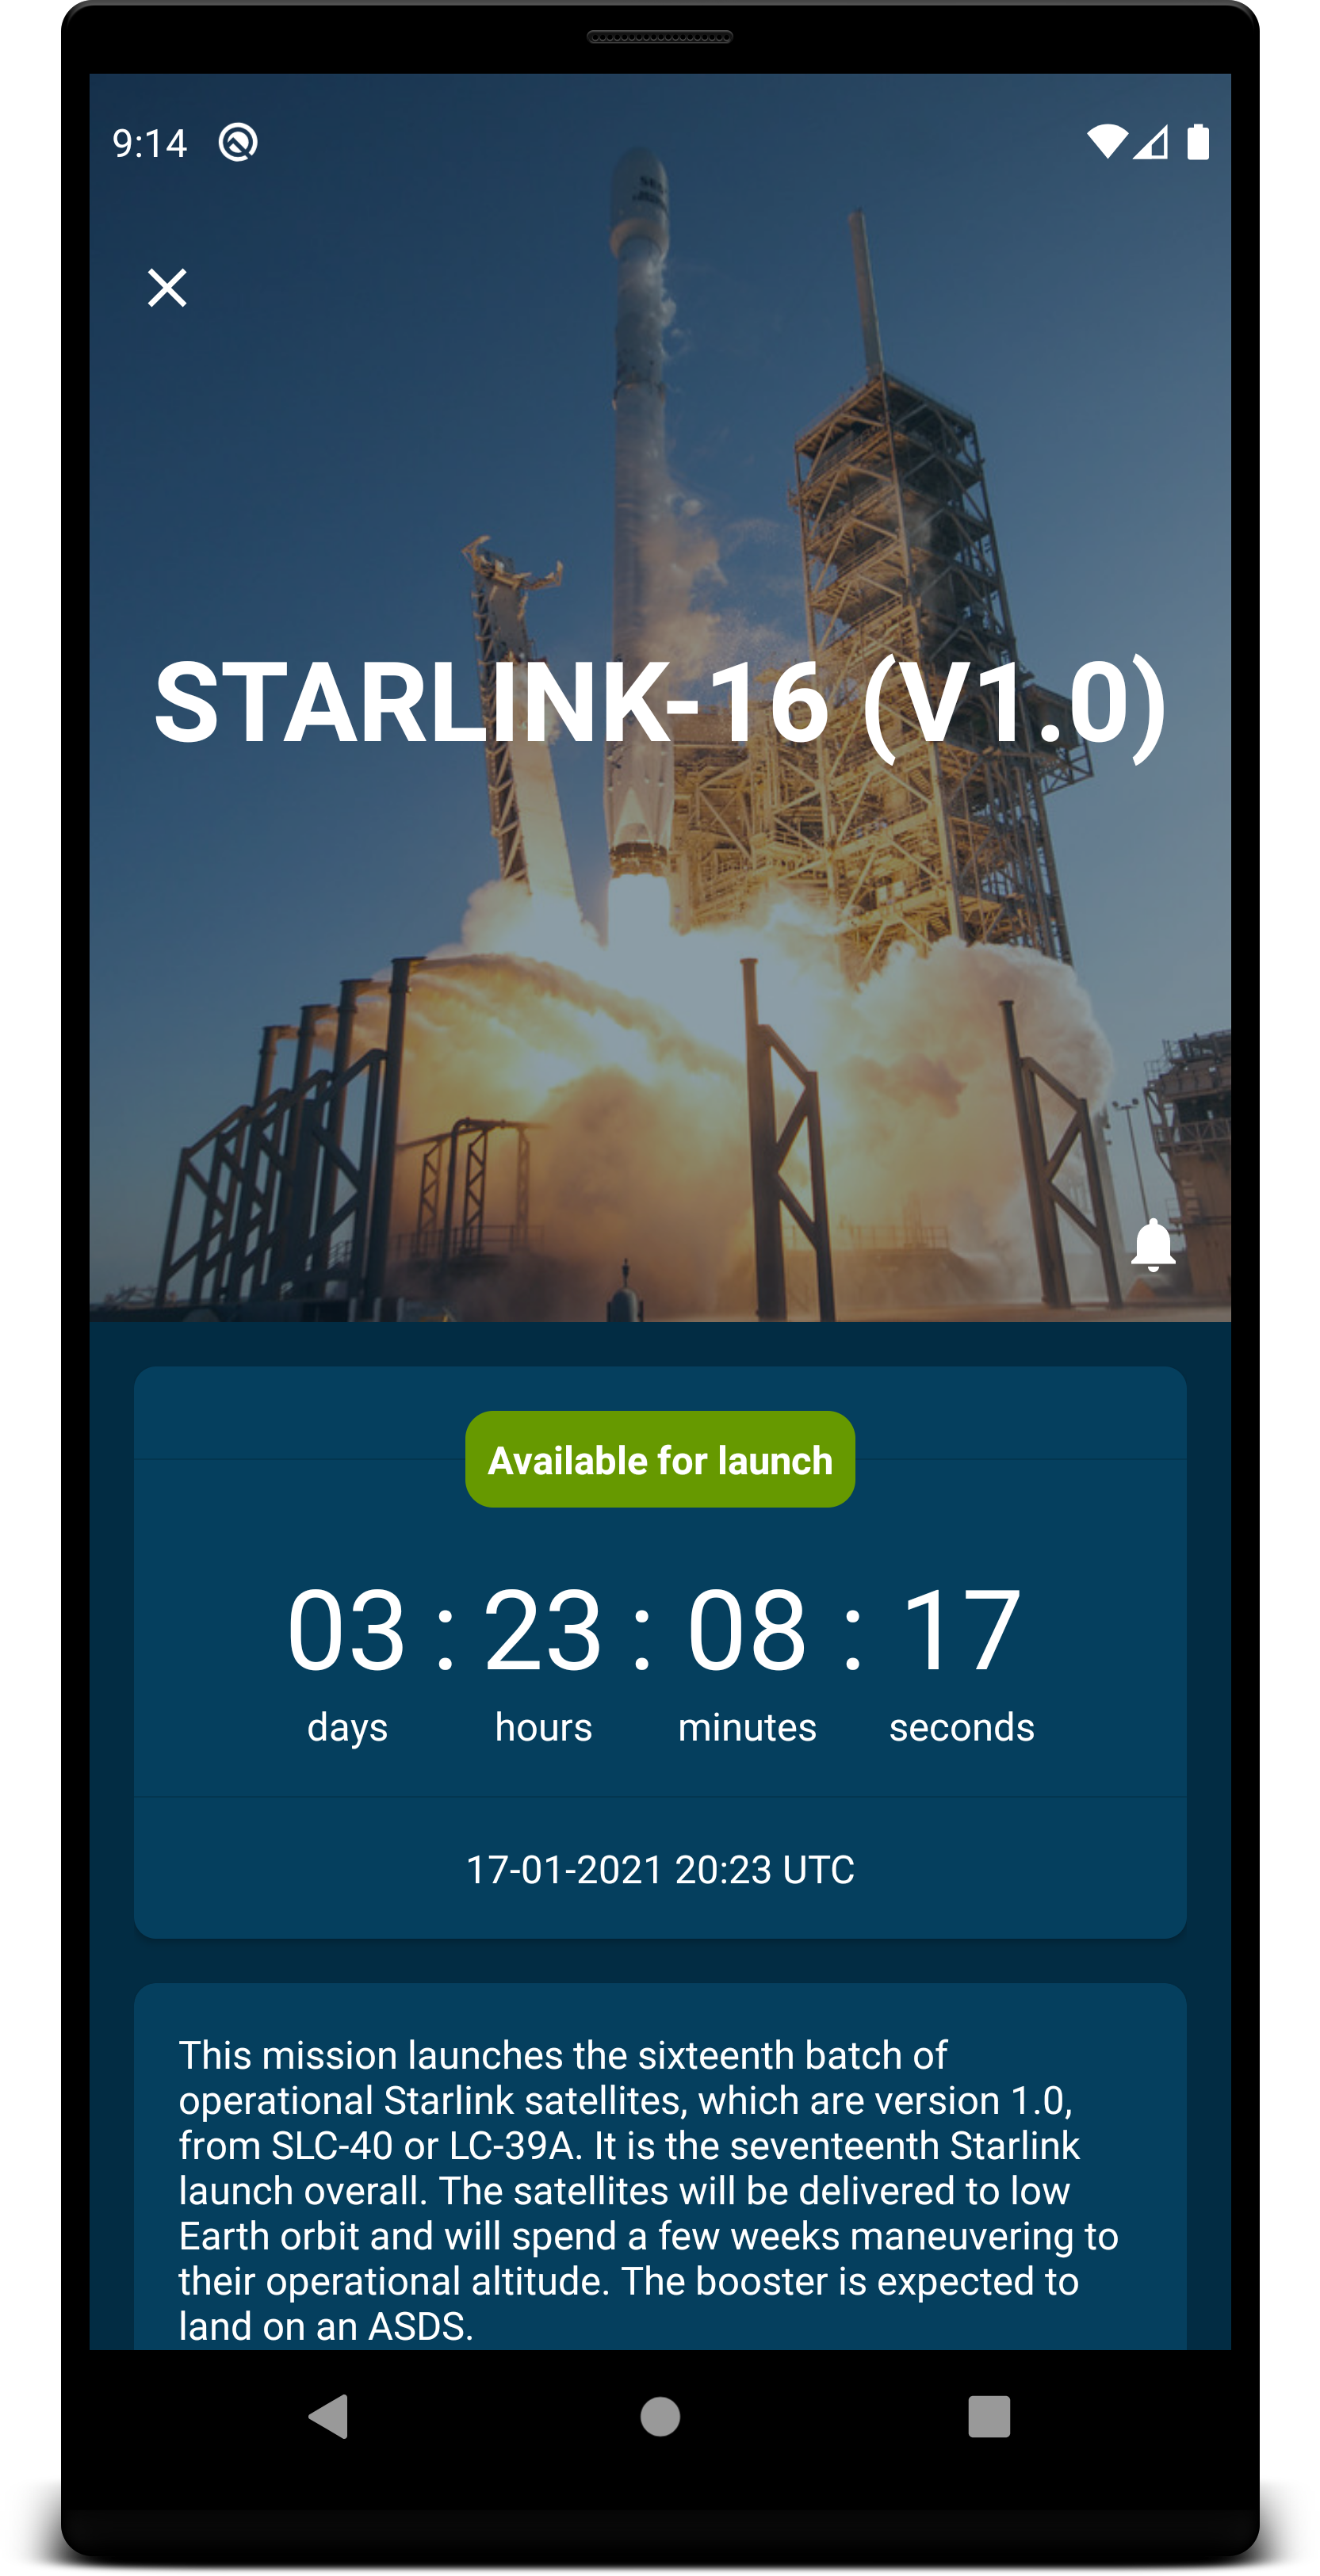 9:14
STARLINK-16 (V1.0)
Available for launch
03 : 23 : 08 : 17
days hours minutes seconds
17-01-2021 20:23 UTC
This mission launches the sixteenth batch of
operational Starlink satellites, which are version 1.0,
from SLC-40 or LC-39A. It is the seventeenth Starlink
launch overall. The satellites will be delivered to low
Earth orbit and will spend a few weeks maneuvering to
their operational altitude. The booster is expected to
land on an ASDS.